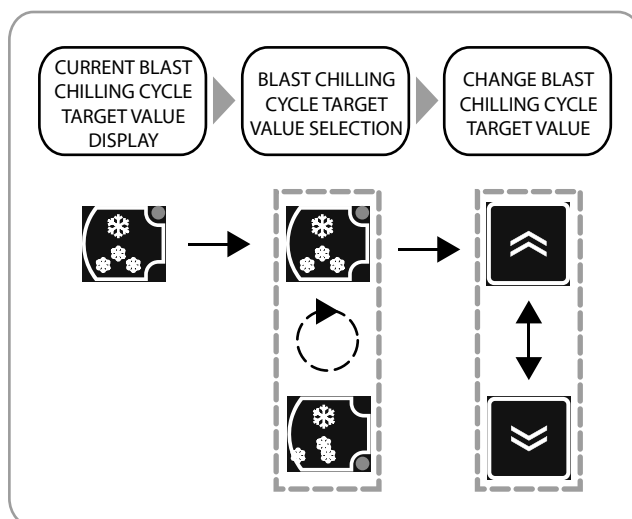 CURRENT BLAST
CHILLING CYCLE
TARGET VALUE
DISPLAY
BLAST CHILLING
CYCLE TARGET
VALUE SELECTION
CHANGE BLAST
CHILLING CYCLE
TARGET VALUE